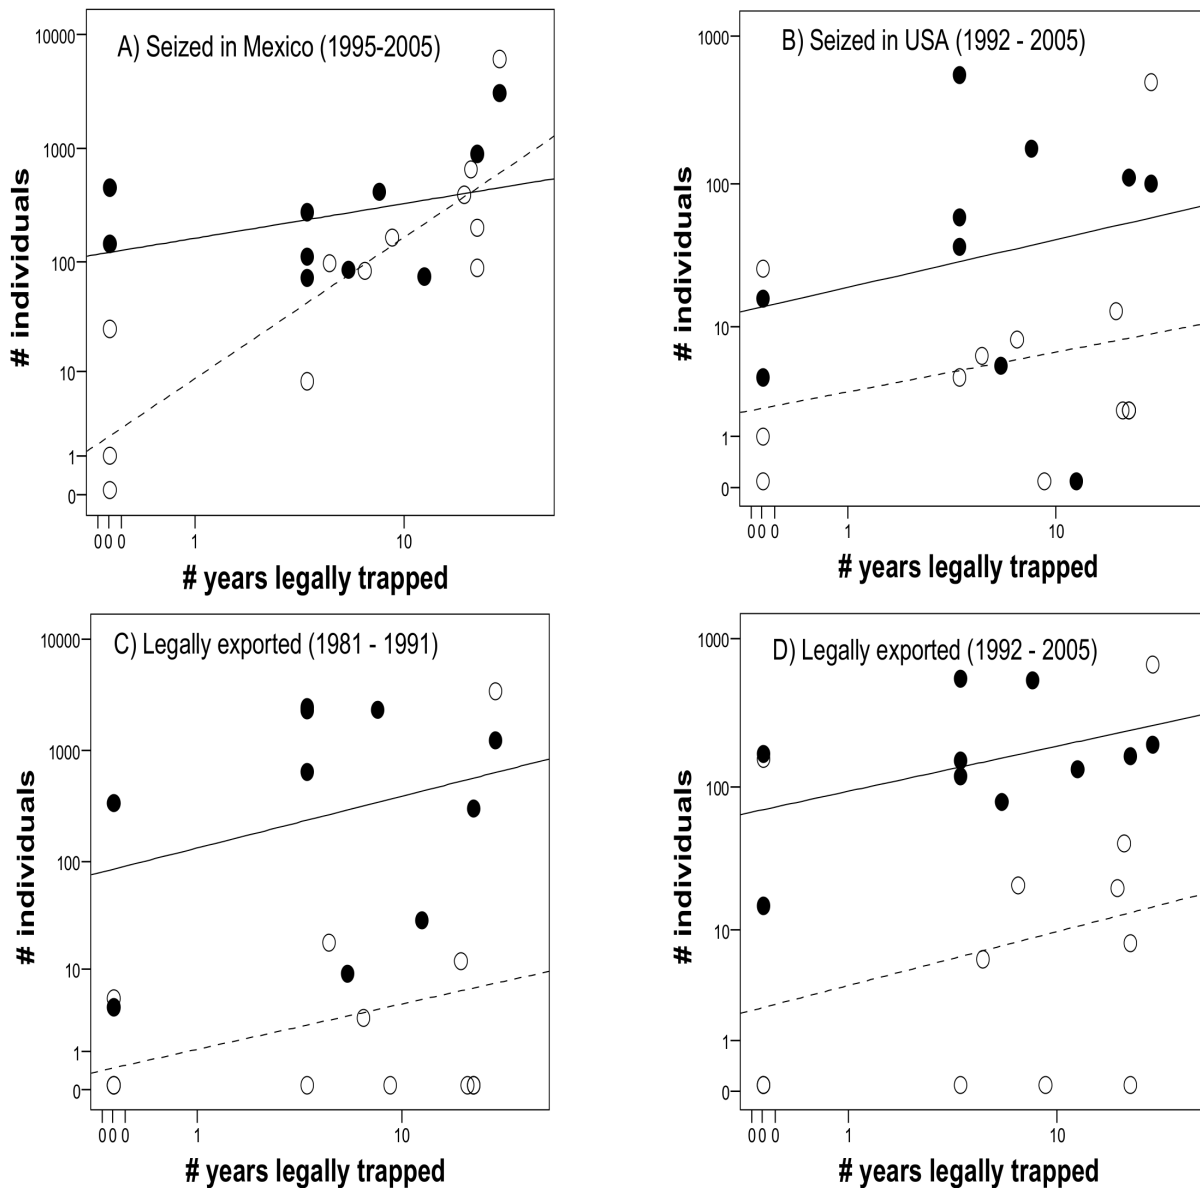 A) Seized in Mexico (1995-2005)
10000
1000
100
10
1
0
# individuals
0 0 0 1 10
# years legally trapped
B) Seized in USA (1992 - 2005)
1000
100
10
1
0
# individuals
0 0 0 1 10
# years legally trapped
C) Legally exported (1981 - 1991)
10000
1000
100
10
1
0
# individuals
0 0 0 1 10
# years legally trapped
D) Legally exported (1992 - 2005)
1000
100
10
1
0
# individuals
0 0 0 1 10
# years legally trapped